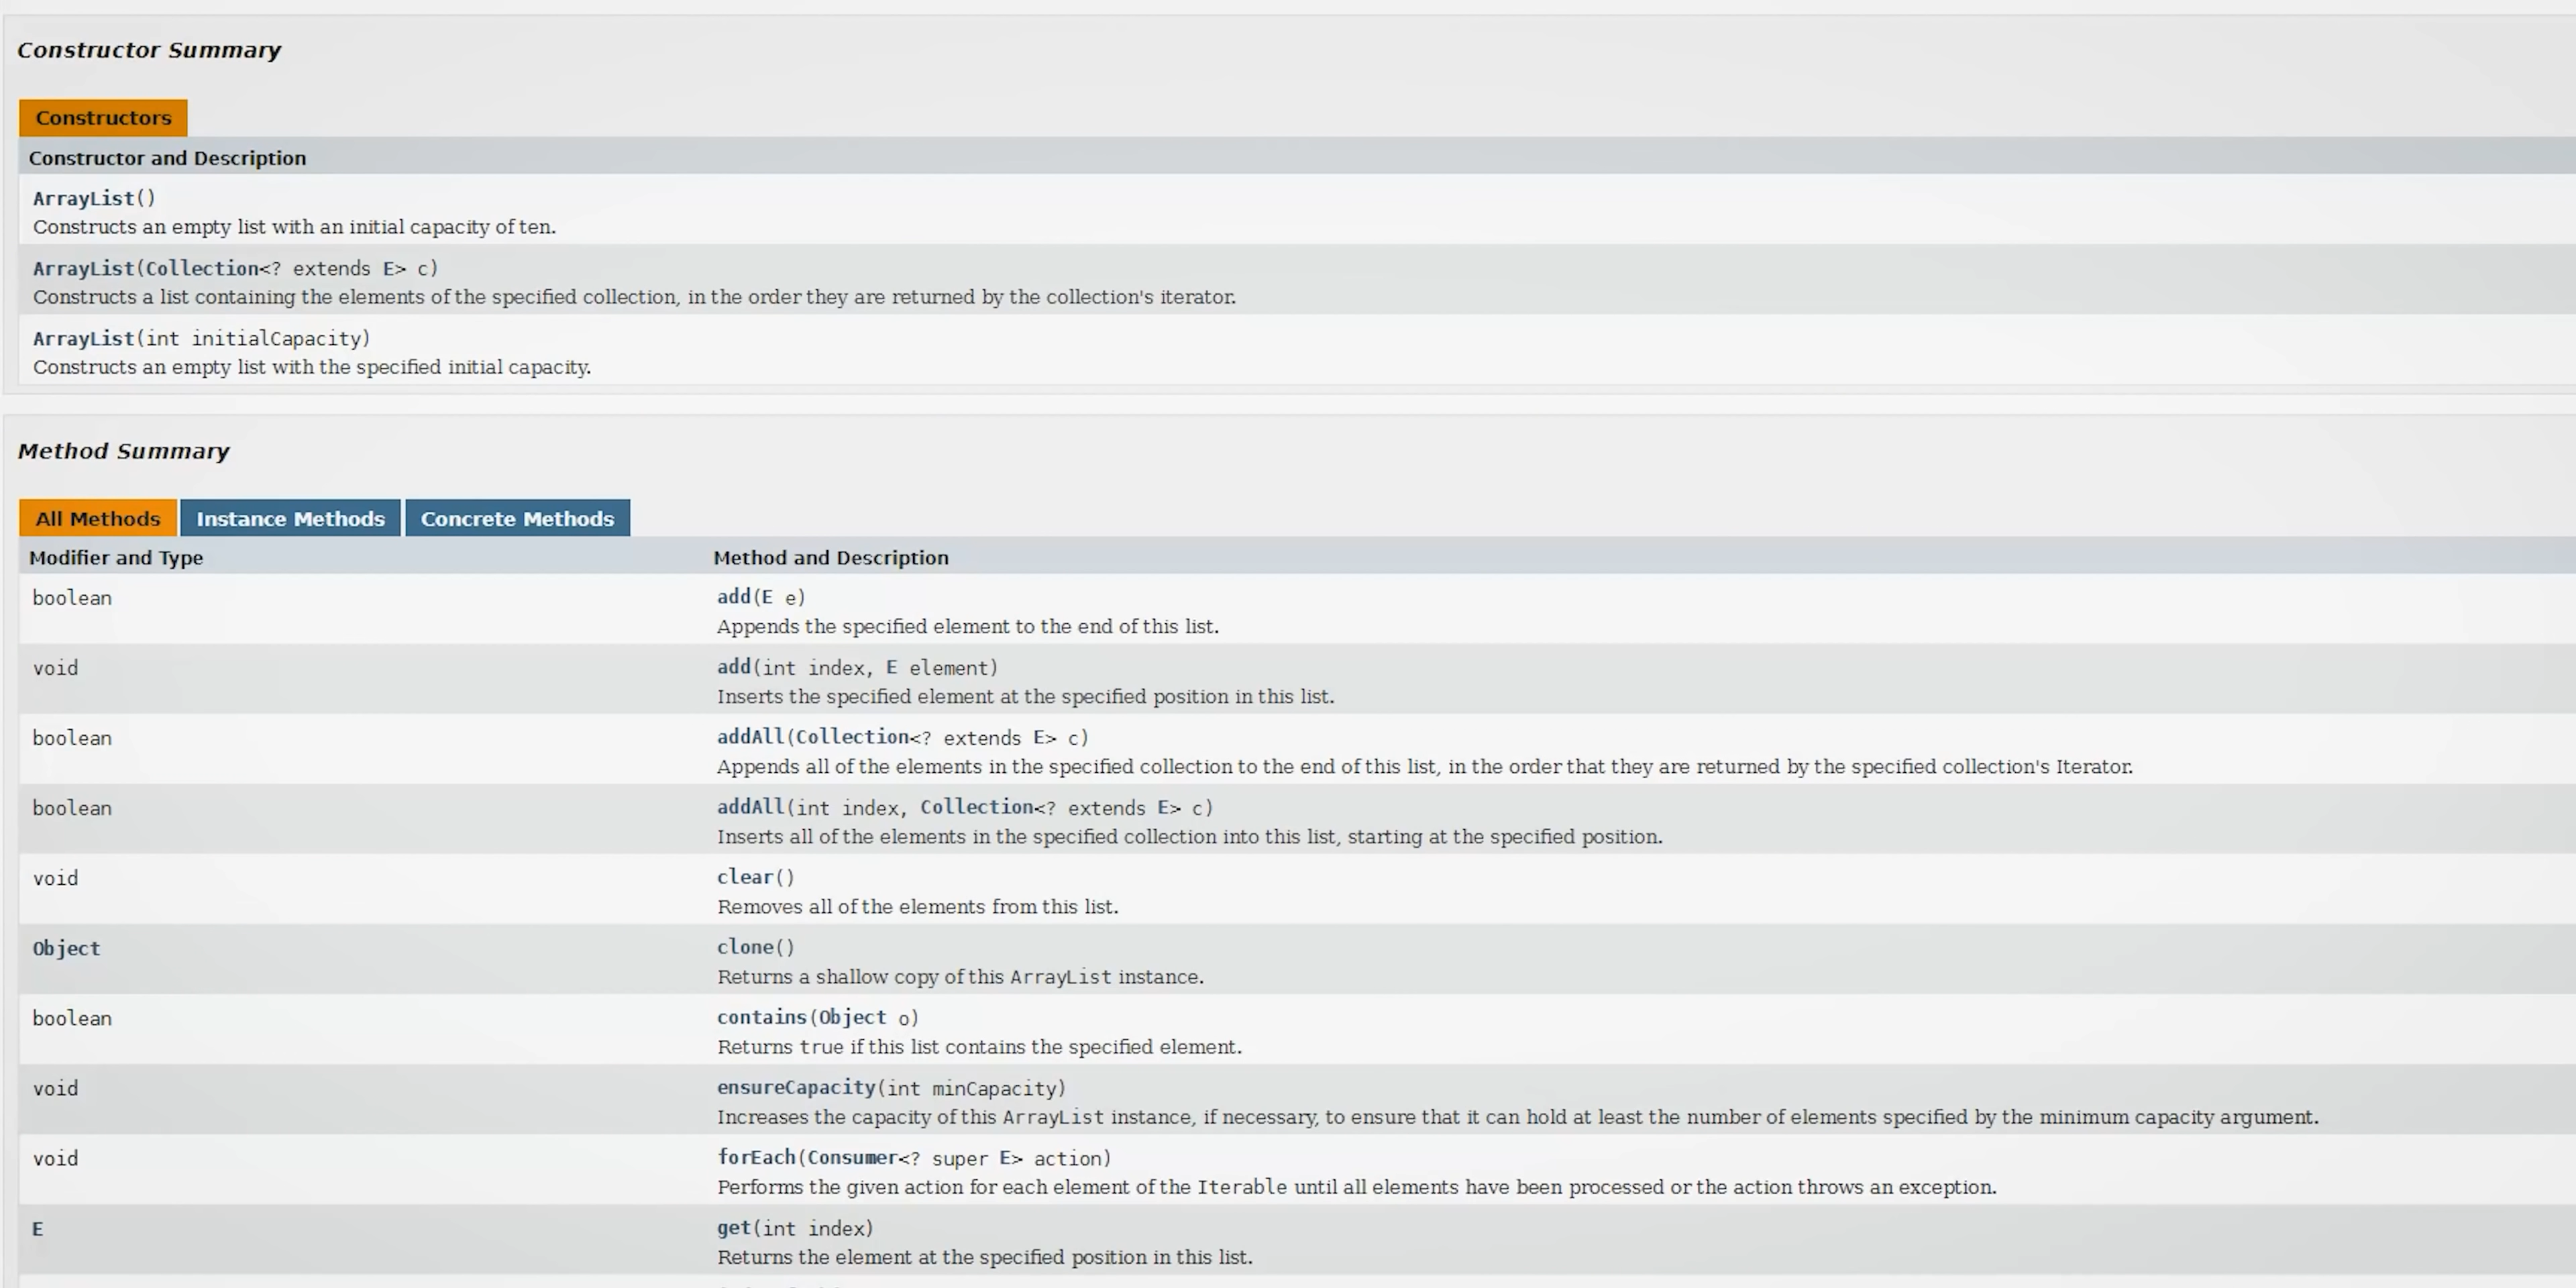 Constructor Summary
Constructors
Constructor and Description
ArrayList()
Constructs an empty list with an initial capacity of ten.
ArrayList(Collection<? extends E> c)
Constructs a list containing the elements of the specified collection, in the order they are returned by the collection's iterator.
ArrayList(int initialCapacity)
Constructs an empty list with the specified initial capacity.
Method Summary
All Methods Instance Methods Concrete Methods
Modifier and Type Method and Description
boolean add(E e)
Appends the specified element to the end of this list.
void add(int index, E element)
Inserts the specified element at the specified position in this list.
boolean addAll(Collection<? extends E> c)
Appends all of the elements in the specified collection to the end of this list, in the order that they are returned by the specified collection's Iterator.
boolean addAll(int index, Collection<? extends E> c)
Inserts all of the elements in the specified collection into this list, starting at the specified position.
void clear()
Removes all of the elements from this list.
Object clone()
Returns a shallow copy of this ArrayList instance.
boolean contains(Object o)
Returns true if this list contains the specified element.
void ensureCapacity(int minCapacity)
Increases the capacity of this ArrayList instance, if necessary, to ensure that it can hold at least the number of elements specified by the minimum capacity argument.
void forEach(Consumer<? super E> action)
Performs the given action for each element of the Iterable until all elements have been processed or the action throws an exception.
E get(int index)
Returns the element at the specified position in this list.